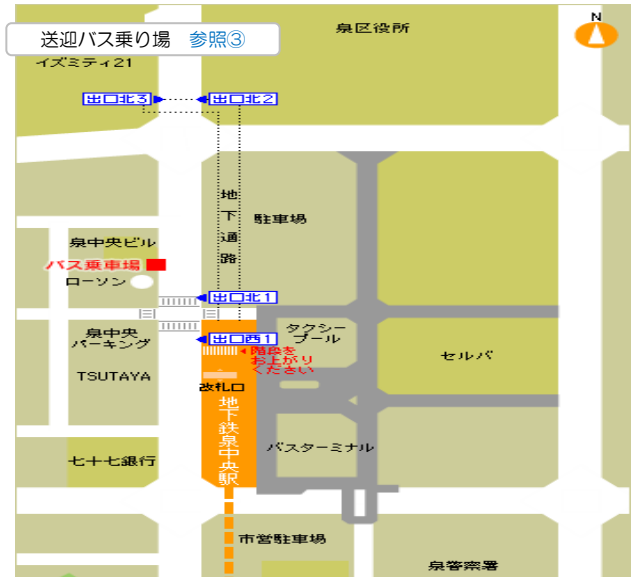 送迎バス乗り場 参照③
N
泉区役所
イズミティ21
出口北3
出口北2
地下通路
駐車場
泉中央ビル
バス乗車場
ローソン
出口北1
泉中央
パーキング
タクシー
プール
出口西1
階段を
お上がり
ください
セルバ
TSUTAYA
改札口
地下鉄泉中央駅
バスターミナル
七十七銀行
市営駐車場
泉警察署